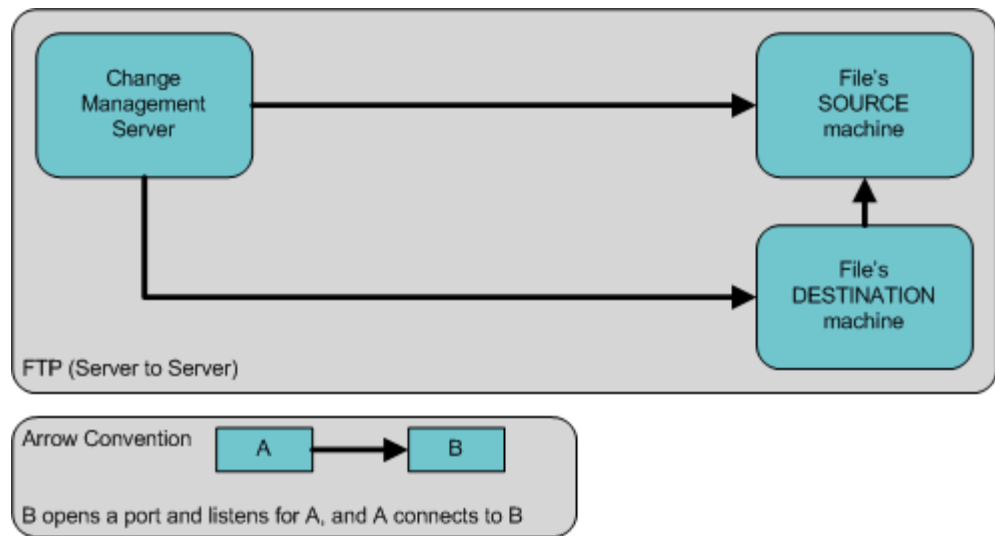 Change
Management
Server
File's
SOURCE
machine
File's
DESTINATION
machine
FTP (Server to Server)
Arrow Convention
A
B
B opens a port and listens for A, and A connects to B